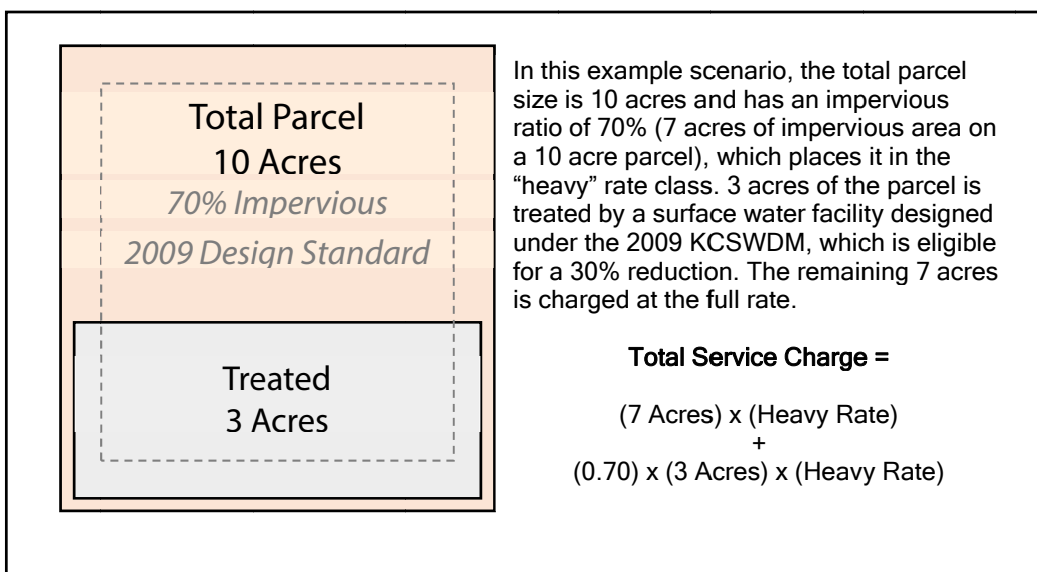 Total Parcel
10 Acres
70% Impervious
2009 Design Standard
Treated
3 Acres
In this example scenario, the total parcel
size is 10 acres and has an impervious
ratio of 70% (7 acres of impervious area on
a 10 acre parcel), which places it in the
“heavy” rate class. 3 acres of the parcel is
treated by a surface water facility designed
under the 2009 KCSWDM, which is eligible
for a 30% reduction. The remaining 7 acres
is charged at the full rate.
Total Service Charge =
(7 Acres) x (Heavy Rate)
+
(0.70) x (3 Acres) x (Heavy Rate)